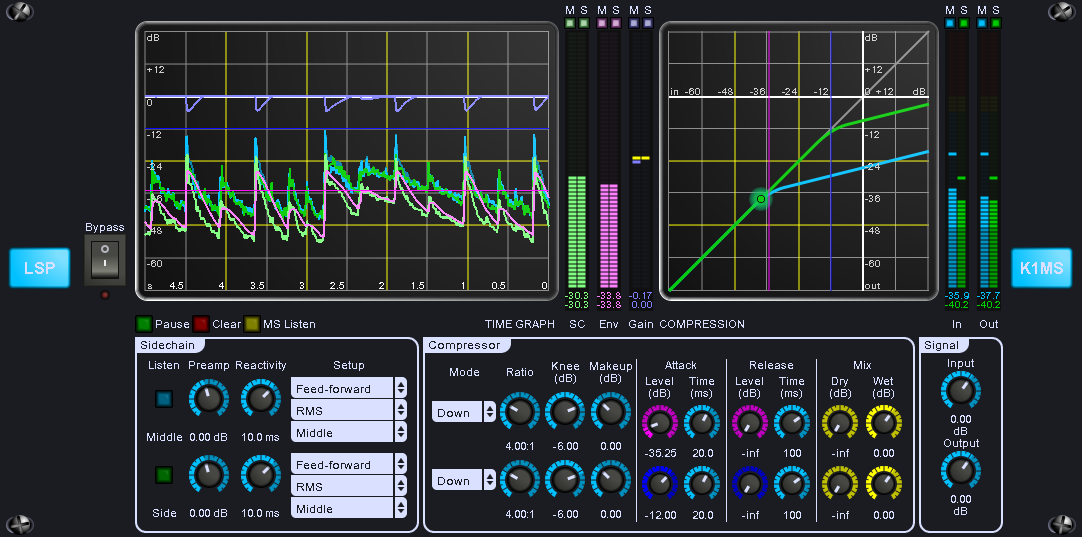 M S M S M S M S M S
dB
+12
0
-12
-24
-36
-48
-60
s 4.5 4 3.5 3 2.5 2 1.5 1 0.5 0
dB
+12
in -60 -48 -36 -24 -12 0 +12 dB
-12
-24
-36
-48
-60
out
-30.3 -33.8 -0.17 -35.9 -37.7
-30.3 -33.8 0.00 -40.2 -40.2
Bypass
LSP
K1MS
Pause Clear MS Listen TIME GRAPH SC Env Gain COMPRESSION In Out
Sidechain
Listen Preamp Reactivity Setup
Feed-forward
RMS
Middle
Middle 0.00 dB 10.0 ms
Feed-forward
RMS
Middle
Side 0.00 dB 10.0 ms
Compressor
Mode Ratio Knee (dB) Makeup (dB) Attack Release Mix
Level (dB) Time (ms) Level (dB) Time (ms) Dry (dB) Wet (dB)
Down
4.00:1 -6.00 0.00 -35.25 20.0 -inf 100 -inf 0.00
Down
4.00:1 -6.00 0.00 -12.00 20.0 -inf 100 -inf 0.00
Signal
Input
0.00
dB
Output
0.00
dB